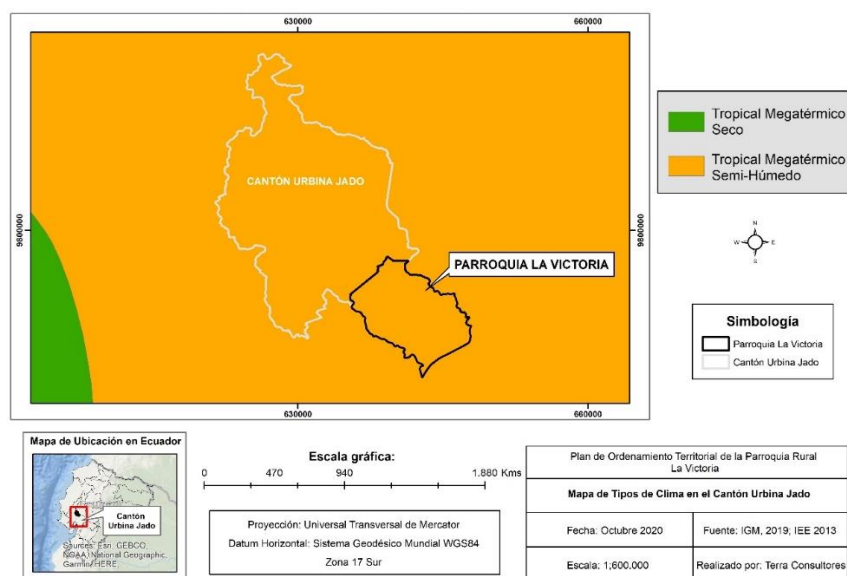 630000
660000
9800000
9800000
CANTÓN URBINA JADO
PARROQUIA LA VICTORIA
630000
660000
Tropical Megatérmico
Seco
Tropical Megatérmico
Semi-Húmedo
N
W
E
S
Simbología
Parroquia La Victoria
Cantón Urbina Jado
Mapa de Ubicación en Ecuador
Cantón
Urbina Jado
Sources: Esri, GEBCO,
NOAA, National Geographic,
Garmin, HERE
Escala gráfica:
0 470 940 1.880 Kms
Proyección: Universal Transversal de Mercator
Datum Horizontal: Sistema Geodésico Mundial WGS84
Zona 17 Sur
Plan de Ordenamiento Territorial de la Parroquia Rural
La Victoria
Mapa de Tipos de Clima en el Cantón Urbina Jado
Fecha: Octubre 2020
Fuente: IGM, 2019; IEE 2013
Escala: 1;600.000
Realizado por: Terra Consultores